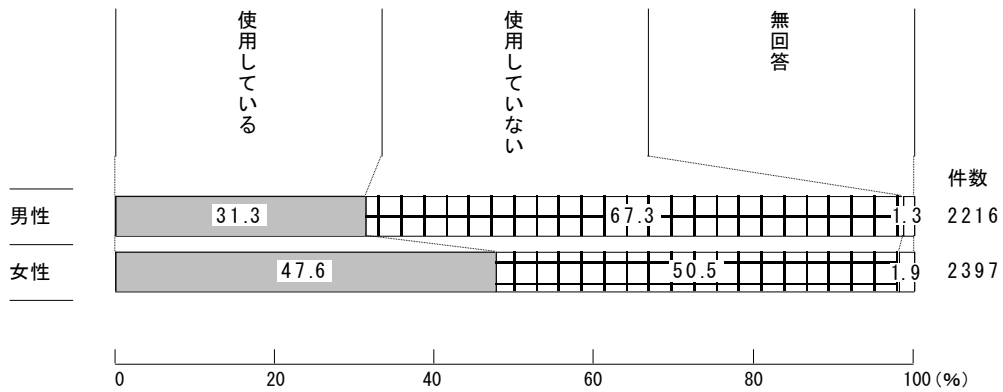 使用している
使用していない
無回答
件数
男性 31.3 67.3 1.3 2216
女性 47.6 50.5 1.9 2397
0 20 40 60 80 100(%)